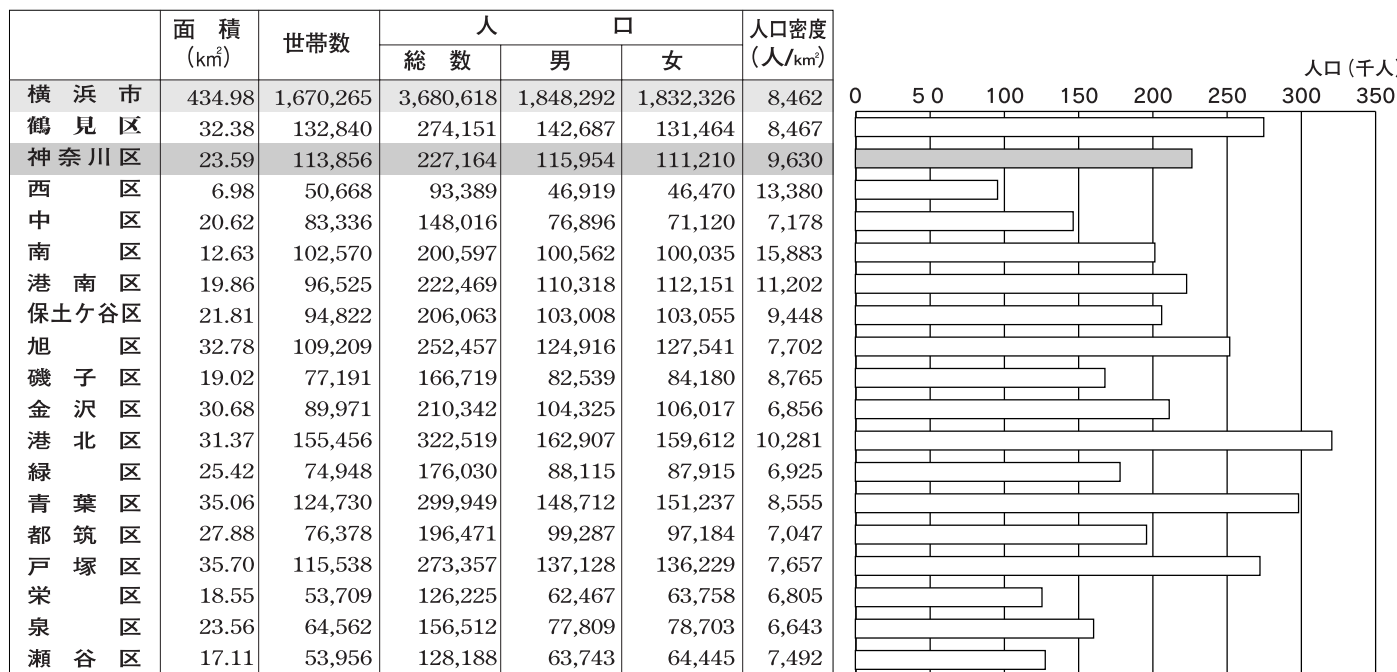 面 積 (km²) 世帯数 人 口 人口密度 (人/km²)
総 数 男 女
人口(千人)
0 50 100 150 200 250 300 350
横 浜 市 434.98 1,670,265 3,680,618 1,848,292 1,832,326 8,462
鶴 見 区 32.38 132,840 274,151 142,687 131,464 8,467
神奈川区 23.59 113,856 227,164 115,954 111,210 9,630
西 区 6.98 50,668 93,389 46,919 46,470 13,380
中 区 20.62 83,336 148,016 76,896 71,120 7,178
南 区 12.63 102,570 200,597 100,562 100,035 15,883
港 南 区 19.86 96,525 222,469 110,318 112,151 11,202
保土ケ谷区 21.81 94,822 206,063 103,008 103,055 9,448
旭 区 32.78 109,209 252,457 124,916 127,541 7,702
磯 子 区 19.02 77,191 166,719 82,539 84,180 8,765
金 沢 区 30.68 89,971 210,342 104,325 106,017 6,856
港 北 区 31.37 155,456 322,519 162,907 159,612 10,281
緑 区 25.42 74,948 176,030 88,115 87,915 6,925
青 葉 区 35.06 124,730 299,949 148,712 151,237 8,555
都 筑 区 27.88 76,378 196,471 99,287 97,184 7,047
戸 塚 区 35.70 115,538 273,357 137,128 136,229 7,657
栄 区 18.55 53,709 126,225 62,467 63,758 6,805
泉 区 23.56 64,562 156,512 77,809 78,703 6,643
瀬 谷 区 17.11 53,956 128,188 63,743 64,445 7,492